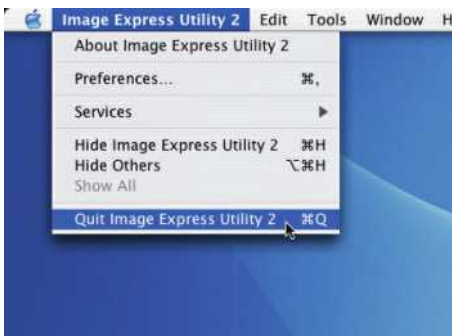 Image Express Utility 2 Edit Tools Window H
About Image Express Utility 2
Preferences... ⌘,
Services ▶
Hide Image Express Utility 2 ⌘H
Hide Others ⌥⌘H
Show All
Quit Image Express Utility 2 ⌘Q